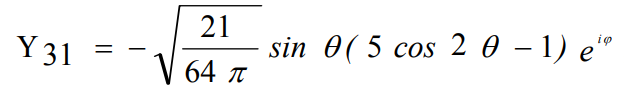 Y31 = − √(21 / 64 π) sin θ( 5 cos 2 θ − 1) e^{iφ}